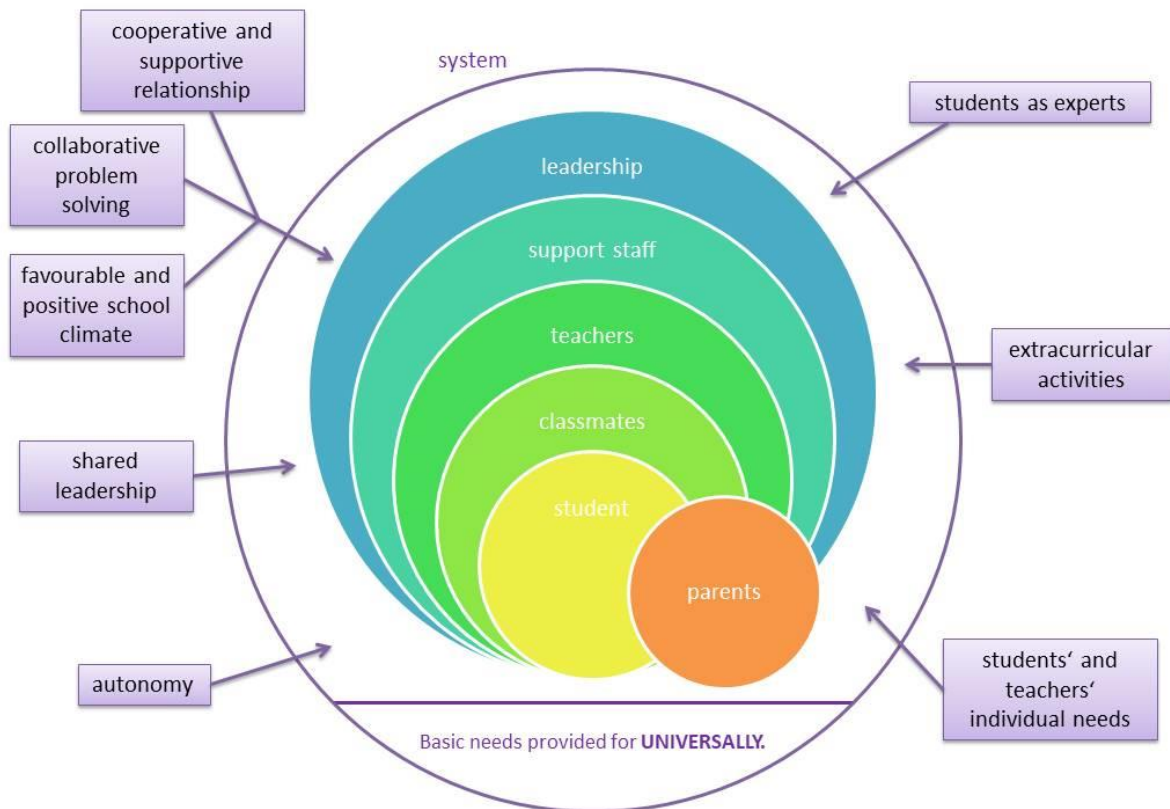 cooperative and
supportive
relationship
system
students as experts
collaborative
problem
solving
leadership
support staff
favourable and
positive school
climate
teachers
extracurricular
activities
classmates
shared
leadership
student
parents
autonomy
students‘ and
teachers‘
individual needs
Basic needs provided for UNIVERSALLY.